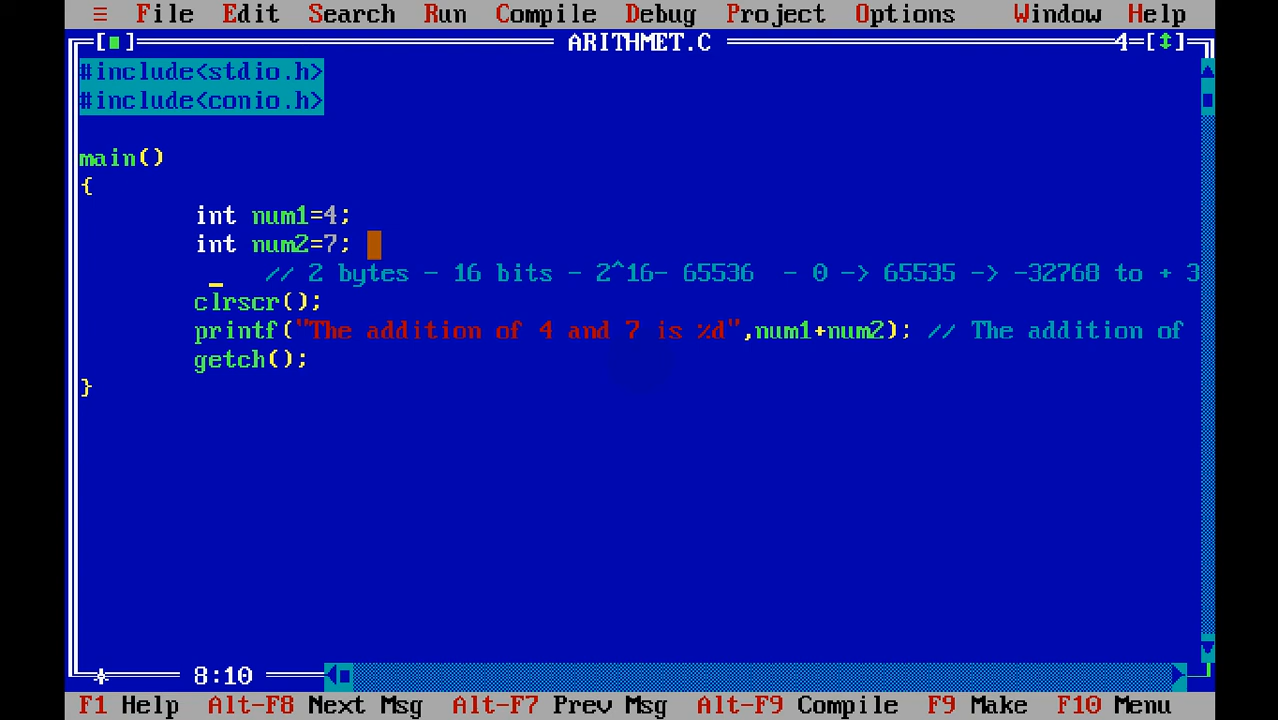 ≡ File Edit Search Run Compile Debug Project Options Window Help
[■] ARITHMET.C 4=[↕]
#include<stdio.h>
#include<conio.h>
main()
{
int num1=4;
int num2=7;
// 2 bytes - 16 bits - 2^16- 65536 - 0 -> 65535 -> -32768 to + 3
clrscr();
printf("The addition of 4 and 7 is %d",num1+num2); // The addition of
getch();
}
8:10
F1 Help Alt-F8 Next Msg Alt-F7 Prev Msg Alt-F9 Compile F9 Make F10 Menu